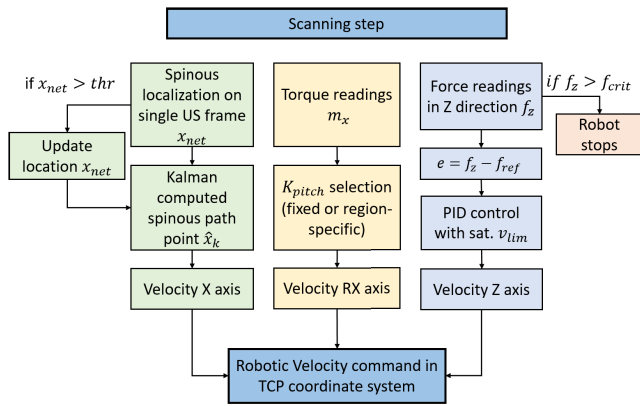 Scanning step
if x_net > thr
Spinous
localization on
single US frame
x_net
Update
location x_net
Kalman
computed
spinous path
point x̂_k
Velocity X axis
Torque readings
m_x
K_pitch selection
(fixed or region-
specific)
Velocity RX axis
Force readings
in Z direction f_z
if f_z > f_crit
Robot
stops
e = f_z − f_ref
PID control
with sat. v_lim
Velocity Z axis
Robotic Velocity command in
TCP coordinate system